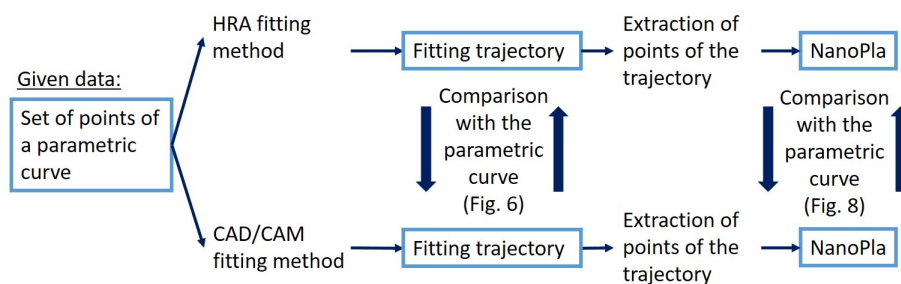 HRA fitting
method
Given data:
Set of points of
a parametric
curve
CAD/CAM
fitting method
Fitting trajectory
Comparison
with the
parametric
curve
(Fig. 6)
Fitting trajectory
Extraction of
points of the
trajectory
Extraction of
points of the
trajectory
NanoPla
Comparison
with the
parametric
curve
(Fig. 8)
NanoPla